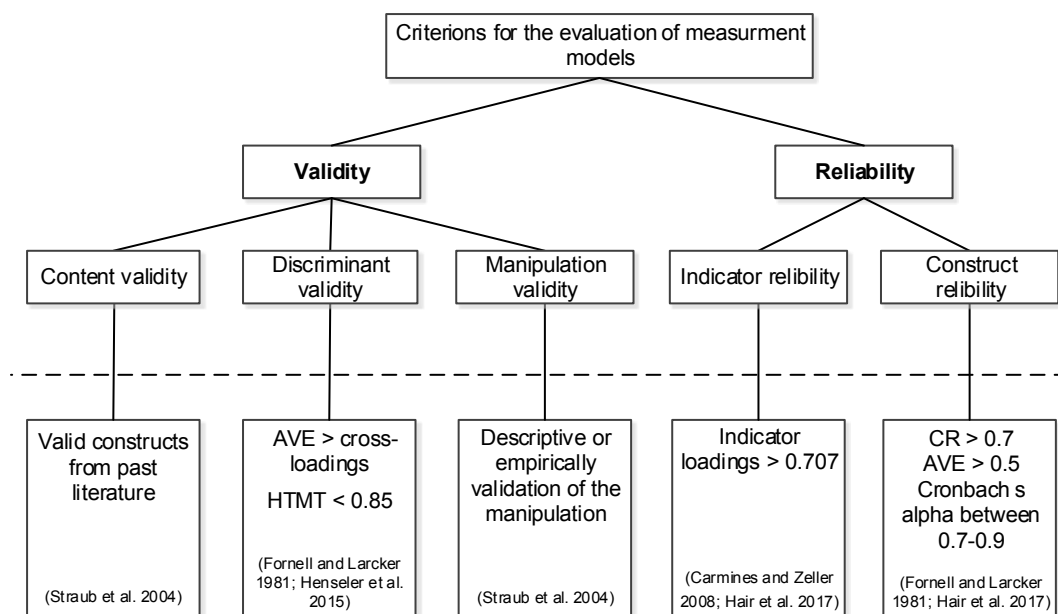 Criterions for the evaluation of measurment
models
Validity
Reliability
Content validity
Discriminant
validity
Manipulation
validity
Indicator relibility
Construct
relibility
Valid constructs
from past
literature
(Straub et al. 2004)
AVE > cross-
loadings
HTMT < 0.85
(Fornell and Larcker
1981; Henseler et al.
2015)
Descriptive or
empirically
validation of the
manipulation
(Straub et al. 2004)
Indicator
loadings > 0.707
(Carmines and Zeller
2008; Hair et al. 2017)
CR > 0.7
AVE > 0.5
Cronbach s
alpha between
0.7-0.9
(Fornell and Larcker
1981; Hair et al. 2017)